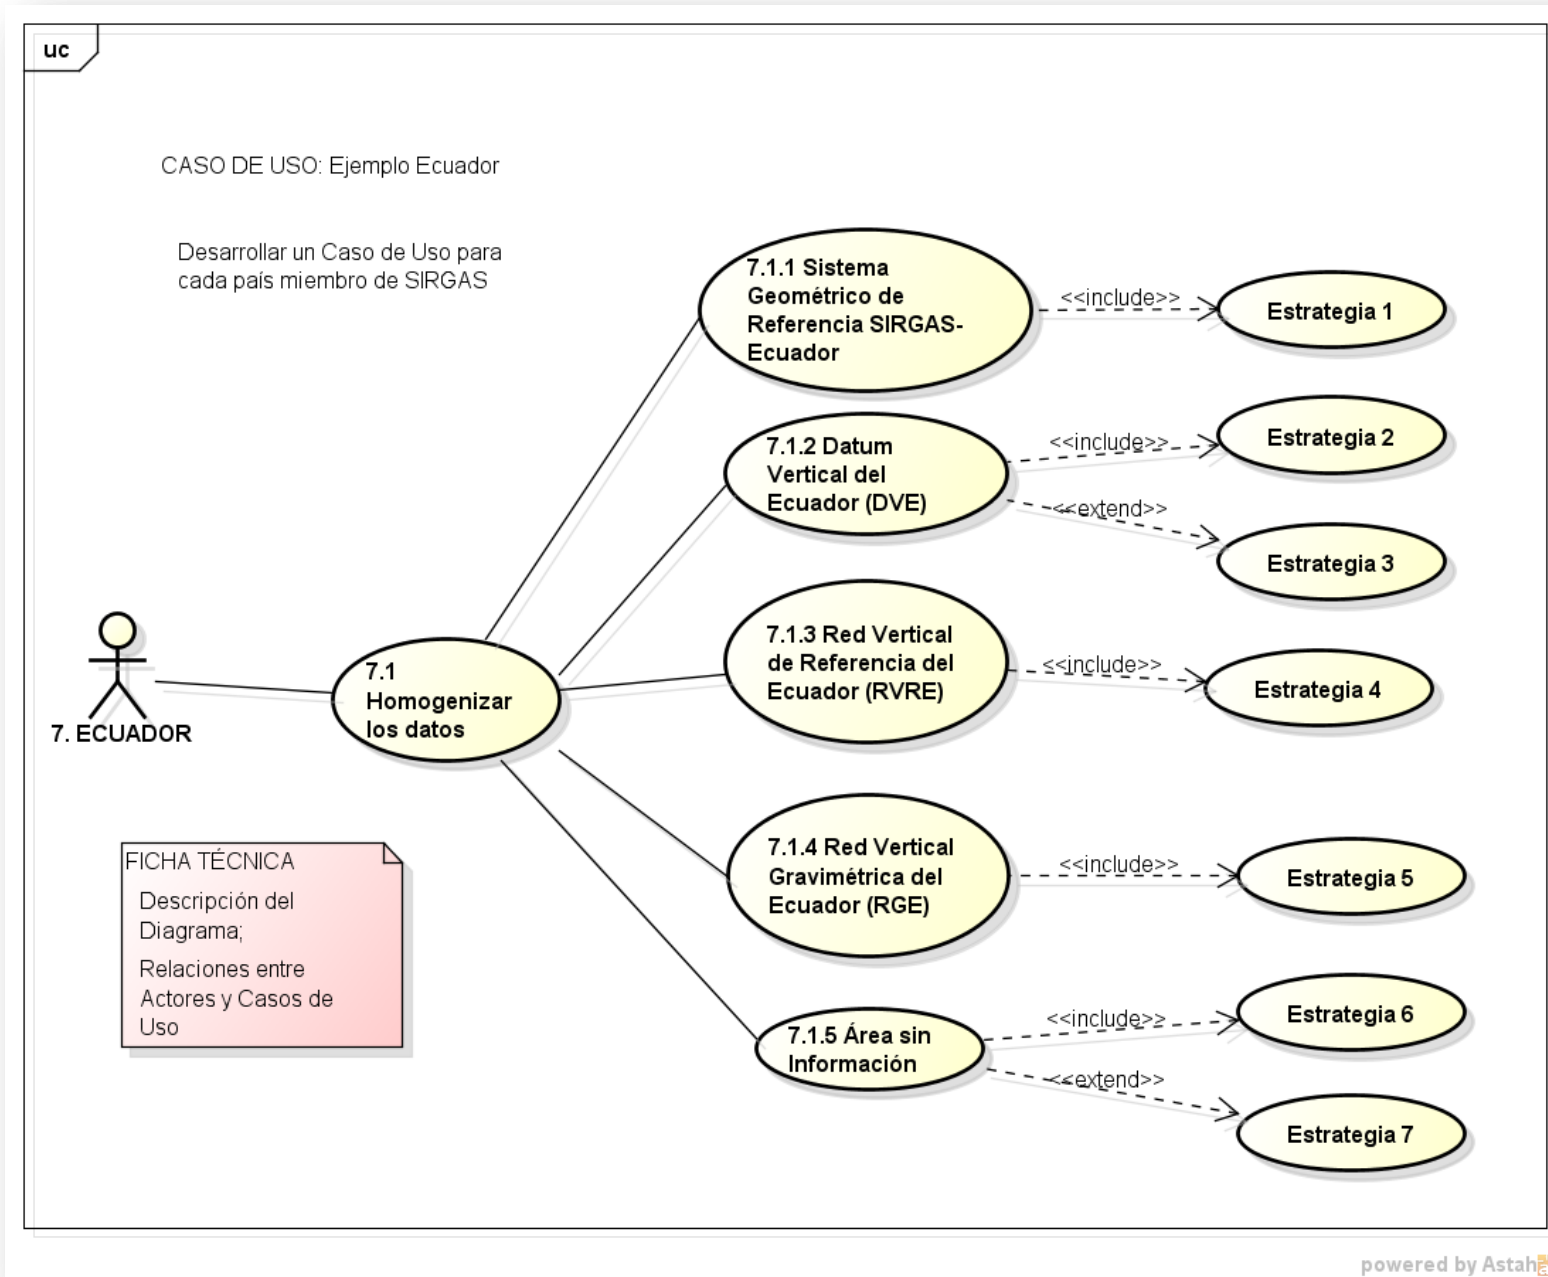 uc
CASO DE USO: Ejemplo Ecuador
Desarrollar un Caso de Uso para
cada país miembro de SIRGAS
7.1.1 Sistema
Geométrico de
Referencia SIRGAS-
Ecuador
<<include>>
Estrategia 1
7.1.2 Datum
Vertical del
Ecuador (DVE)
<<include>>
Estrategia 2
<<extend>>
Estrategia 3
7.1.3 Red Vertical
de Referencia del
Ecuador (RVRE)
<<include>>
Estrategia 4
7. ECUADOR
7.1
Homogenizar
los datos
7.1.4 Red Vertical
Gravimétrica del
Ecuador (RGE)
<<include>>
Estrategia 5
FICHA TÉCNICA
Descripción del
Diagrama;
Relaciones entre
Actores y Casos de
Uso
7.1.5 Área sin
Información
<<include>>
Estrategia 6
<<extend>>
Estrategia 7
powered by Astah